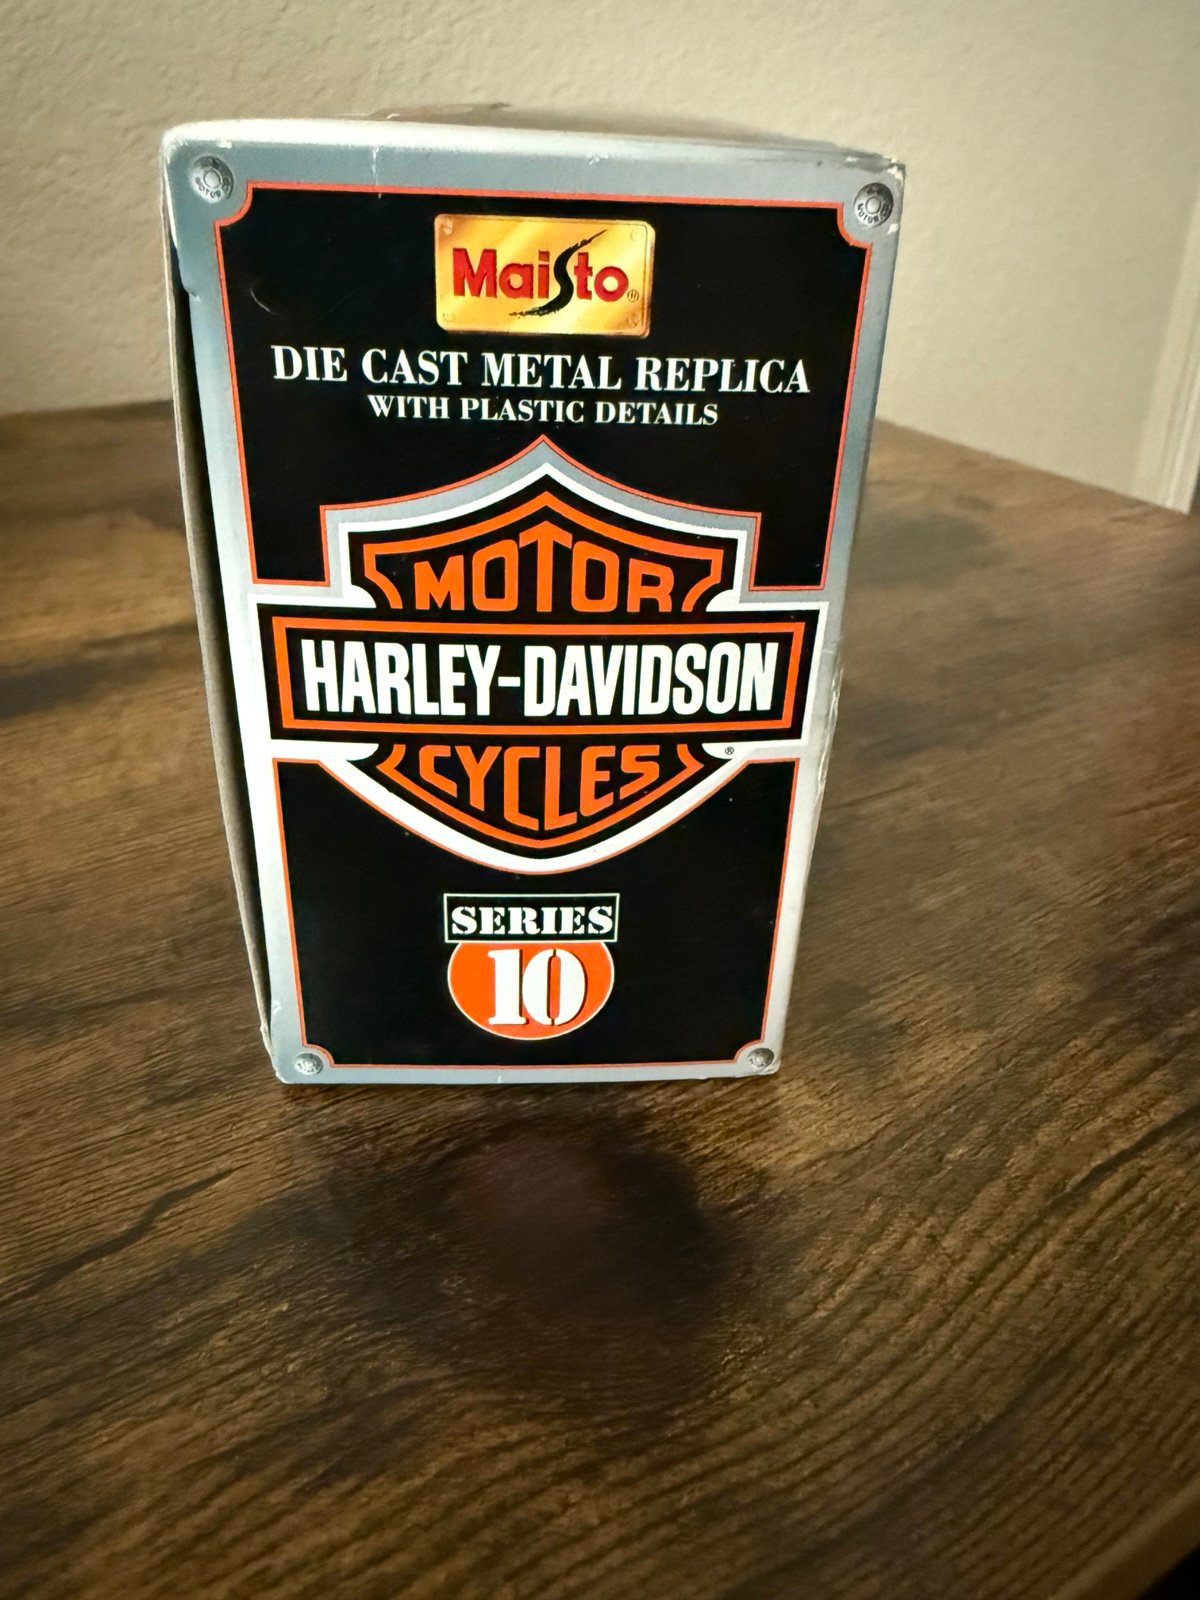 Maisto®
DIE CAST METAL REPLICA
WITH PLASTIC DETAILS
MOTOR
HARLEY-DAVIDSON
CYCLES
®
SERIES
10